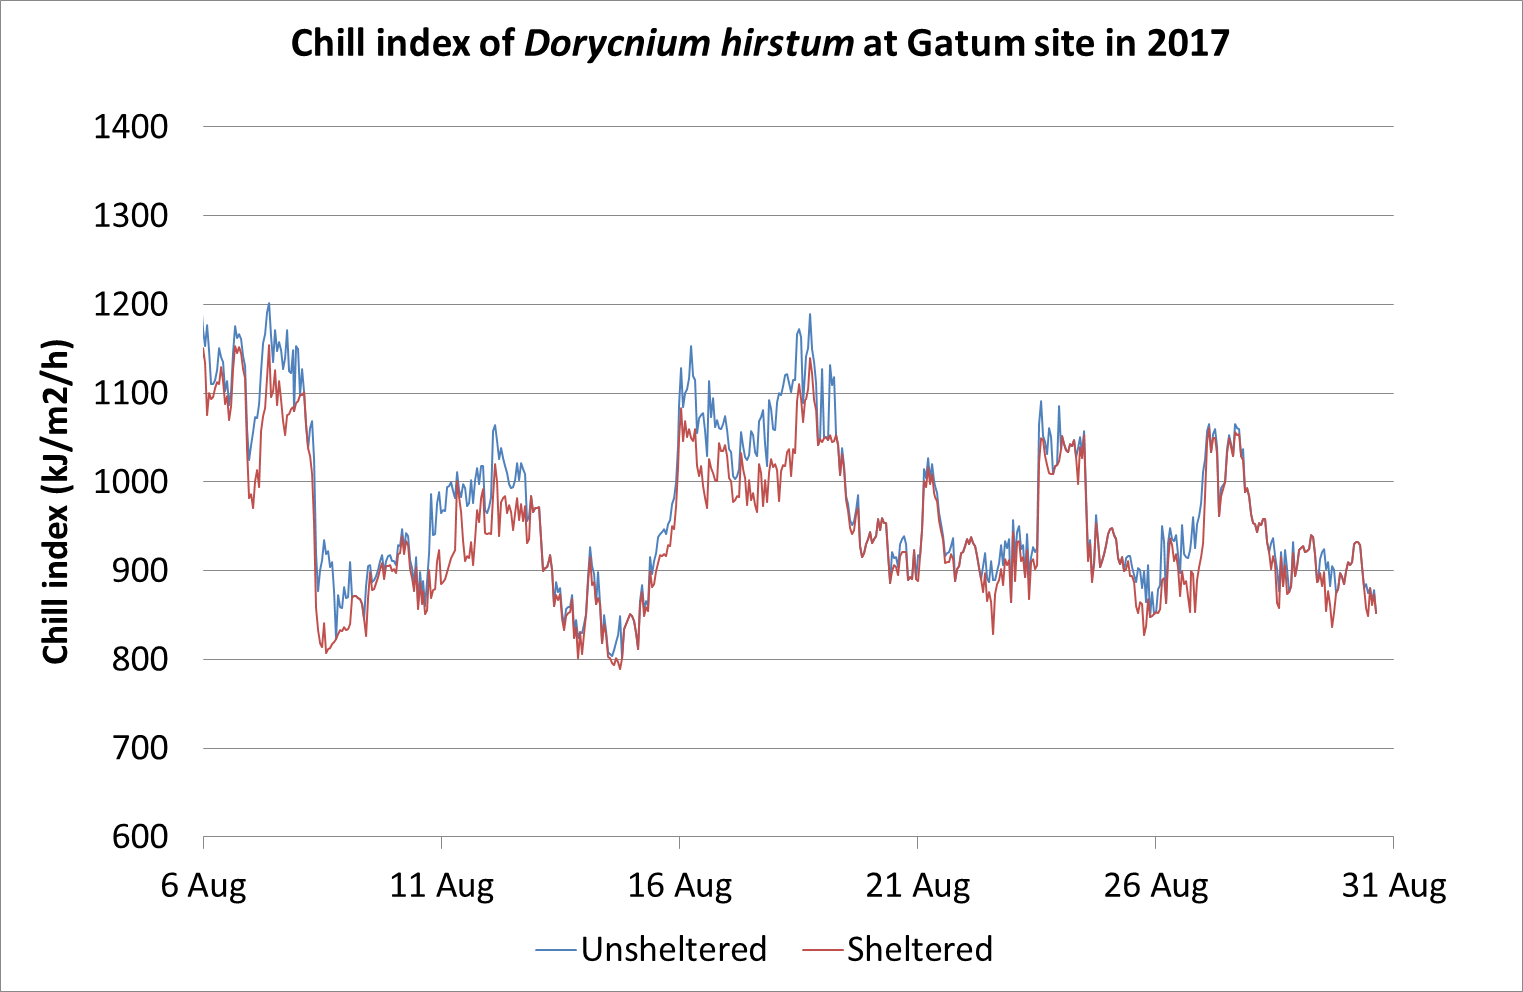 Chill index of Dorycnium hirstum at Gatum site in 2017
1400
1300
1200
1100
1000
900
800
700
600
Chill index (kJ/m2/h)
6 Aug 11 Aug 16 Aug 21 Aug 26 Aug 31 Aug
Unsheltered Sheltered